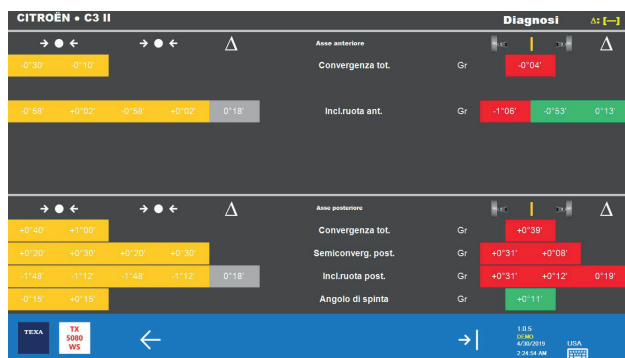 CITROËN • C3 II Diagnosi Δ: [—]
→ ● ← → ● ← Δ Asse anteriore Δ
-0°30' -0°10' Convergenza tot. Gr -0°04'
-0°58' +0°02' -0°58' +0°02' 0°18' Incl.ruota ant. Gr -1°06' -0°53' 0°13'
→ ● ← → ● ← Δ Asse posteriore Δ
+0°40' +1°00' Convergenza tot. Gr +0°39'
+0°20' +0°30' +0°20' +0°30' Semiconverg. post. Gr +0°31' +0°08'
-1°48' -1°12' -1°48' -1°12' 0°18' Incl.ruota post. Gr +0°31' +0°12' 0°19'
-0°15' +0°15' Angolo di spinta Gr +0°11'
TEXA
TX
5080
WS
1.0.5
DEMO
4/30/2019
2:24:54 AM
USA